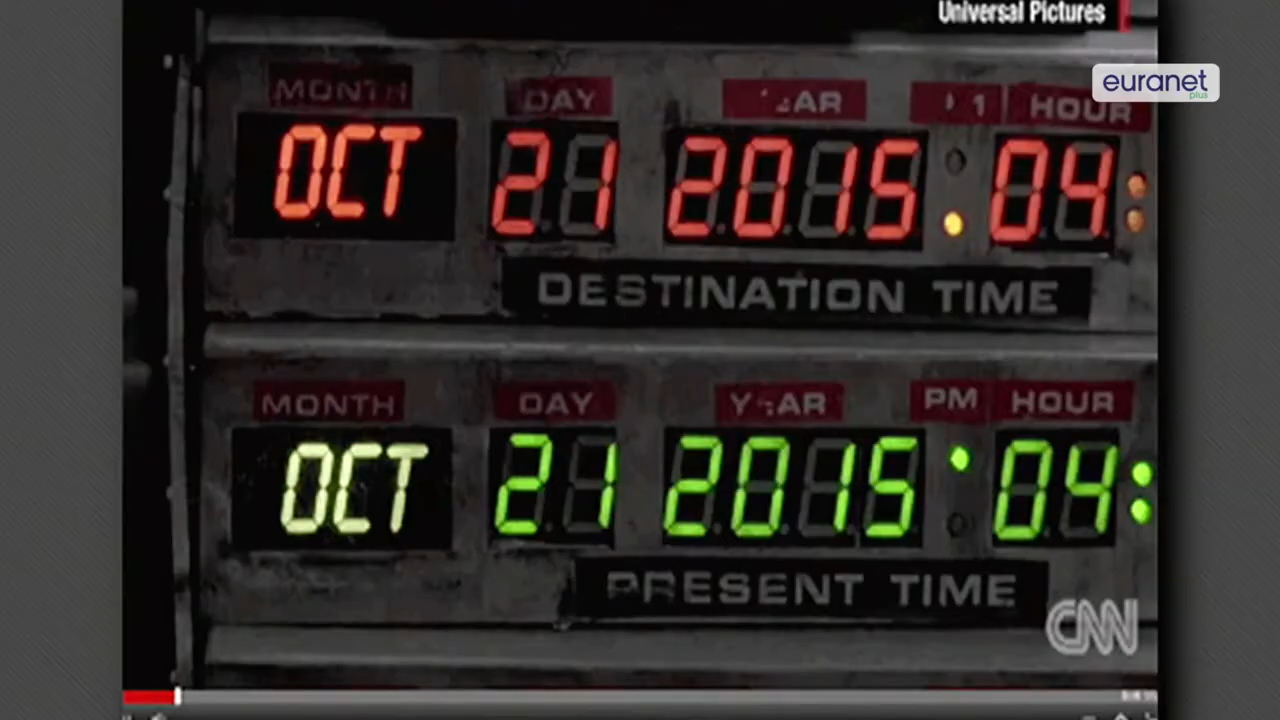 Universal Pictures
euranet
plus
MONTH DAY HOUR
OCT 21 2015 04:
DESTINATION TIME
MONTH DAY YEAR PM HOUR
OCT 21 2015 04:
PRESENT TIME
CNN